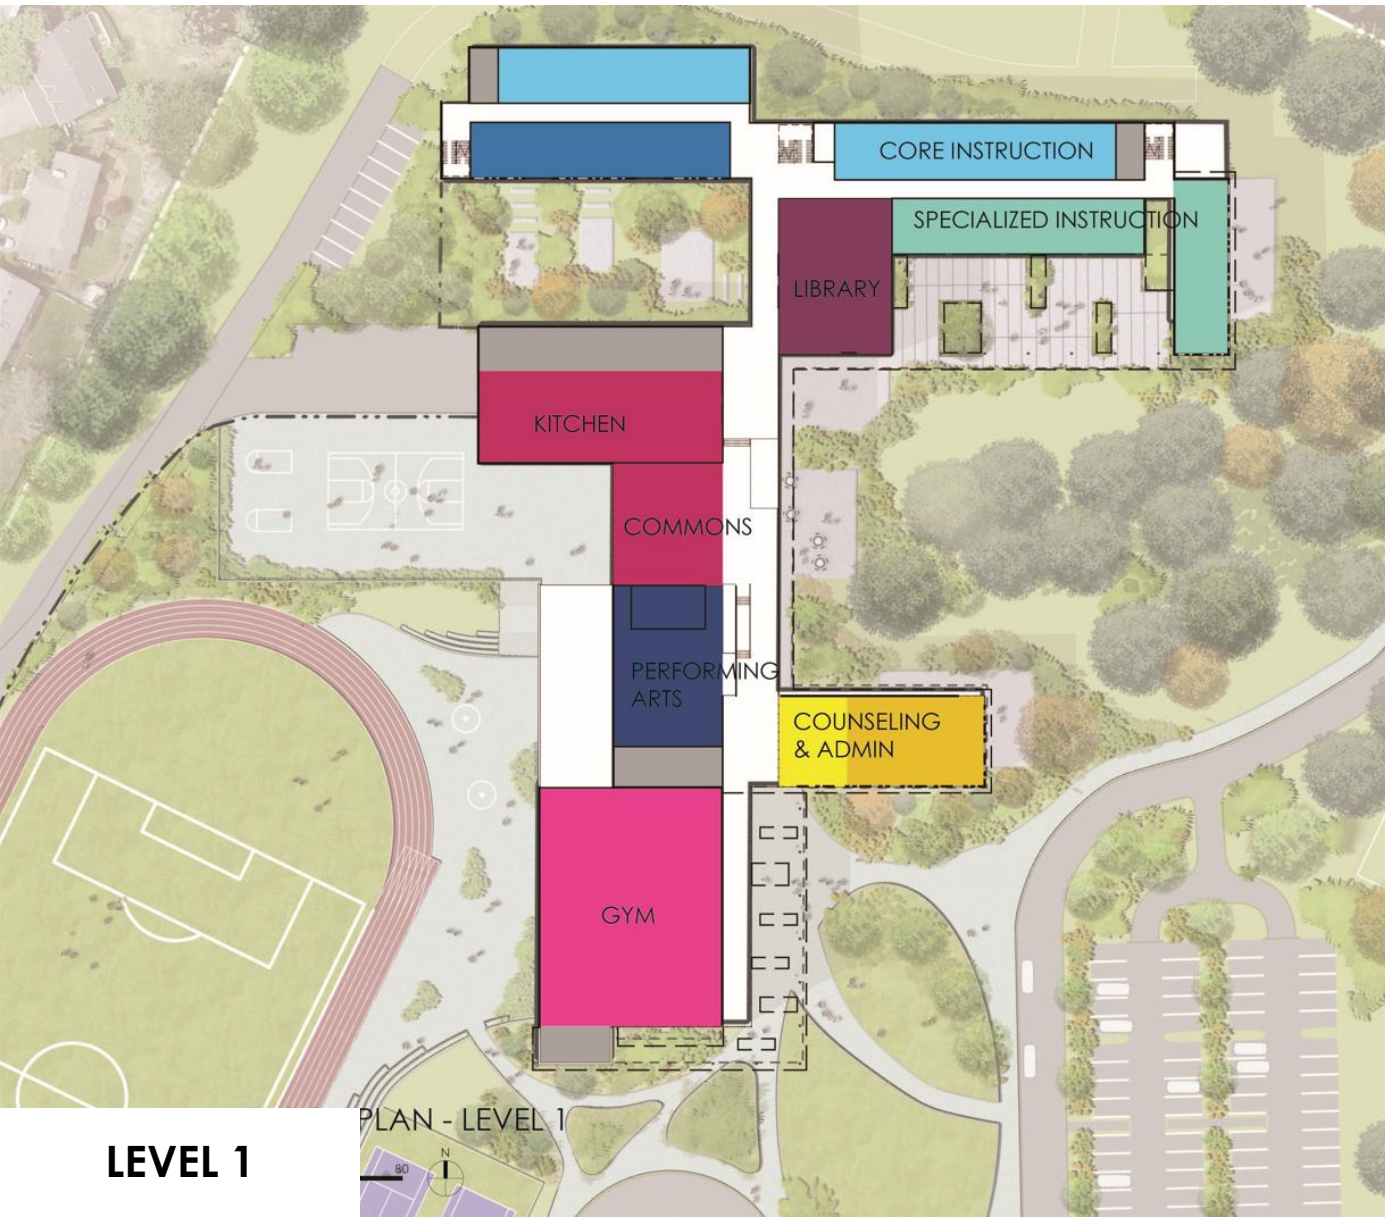 CORE INSTRUCTION
SPECIALIZED INSTRUCTION
LIBRARY
KITCHEN
COMMONS
PERFORMING
ARTS
COUNSELING
& ADMIN
GYM
PLAN - LEVEL 1
LEVEL 1
80
N